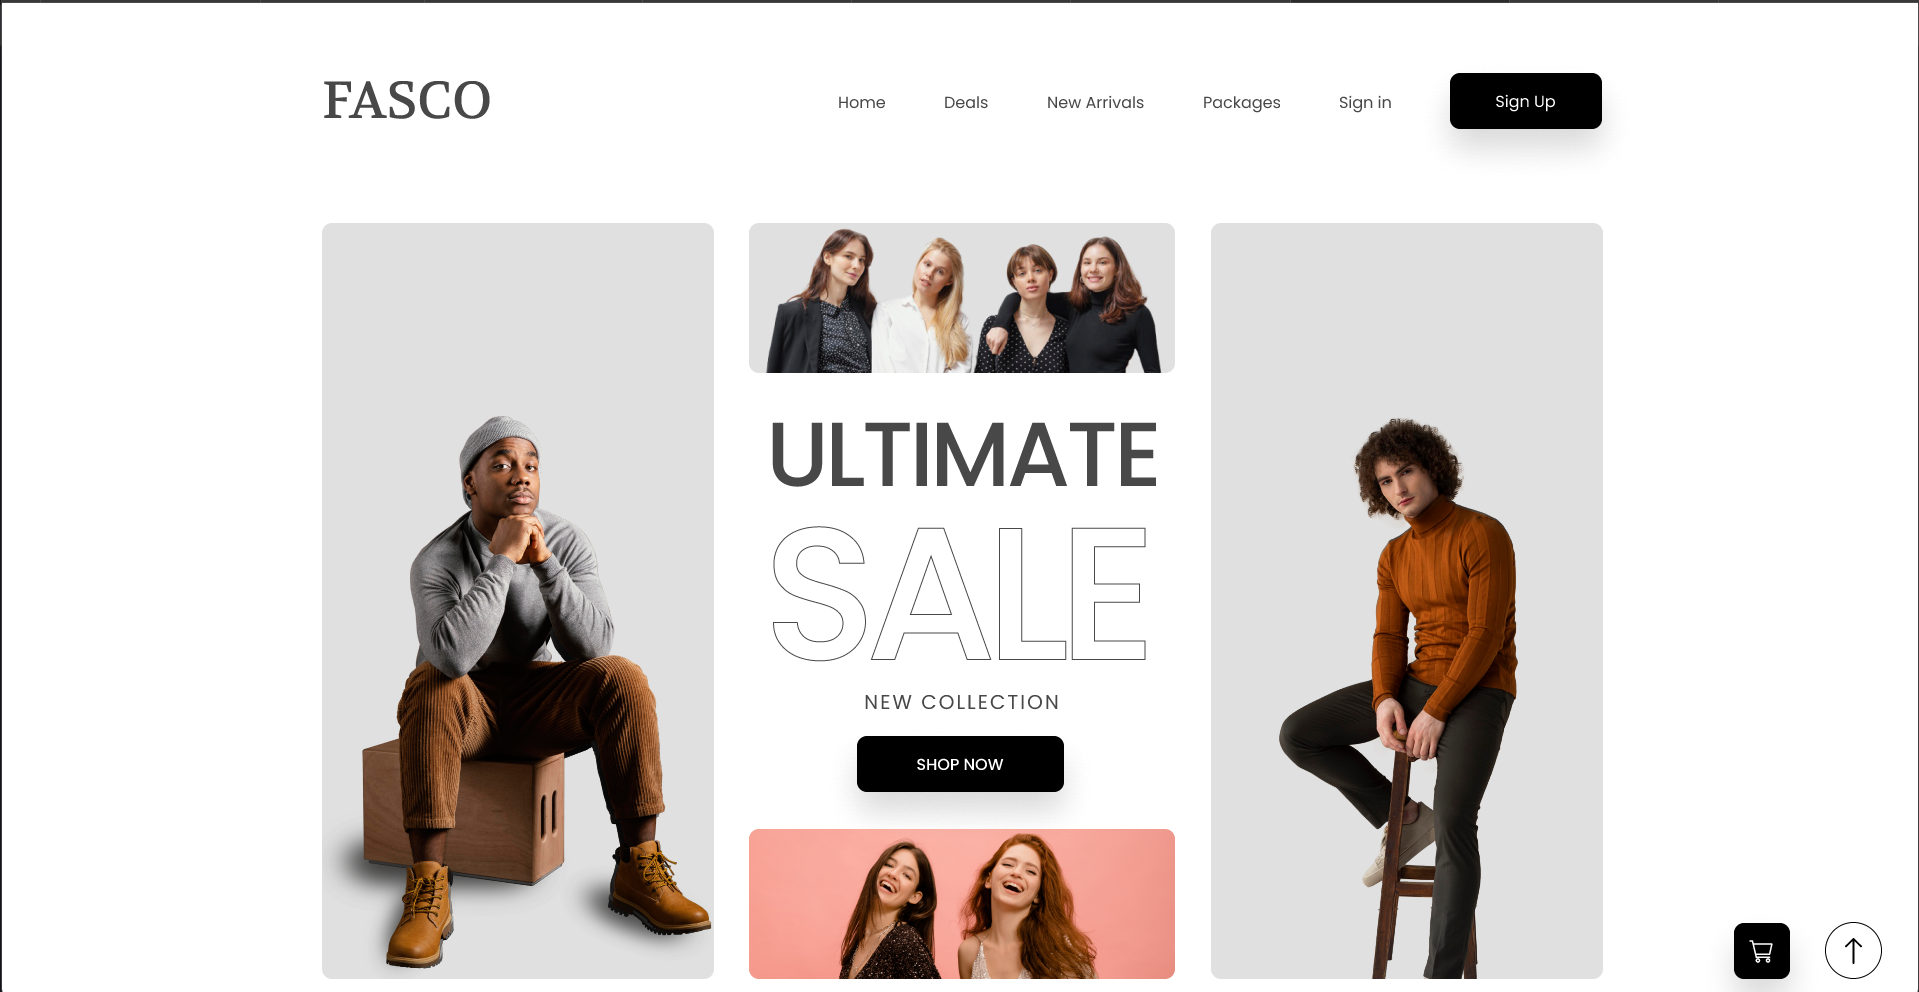 FASCO
Home Deals New Arrivals Packages Sign in Sign Up
ULTIMATE
SALE
NEW COLLECTION
SHOP NOW